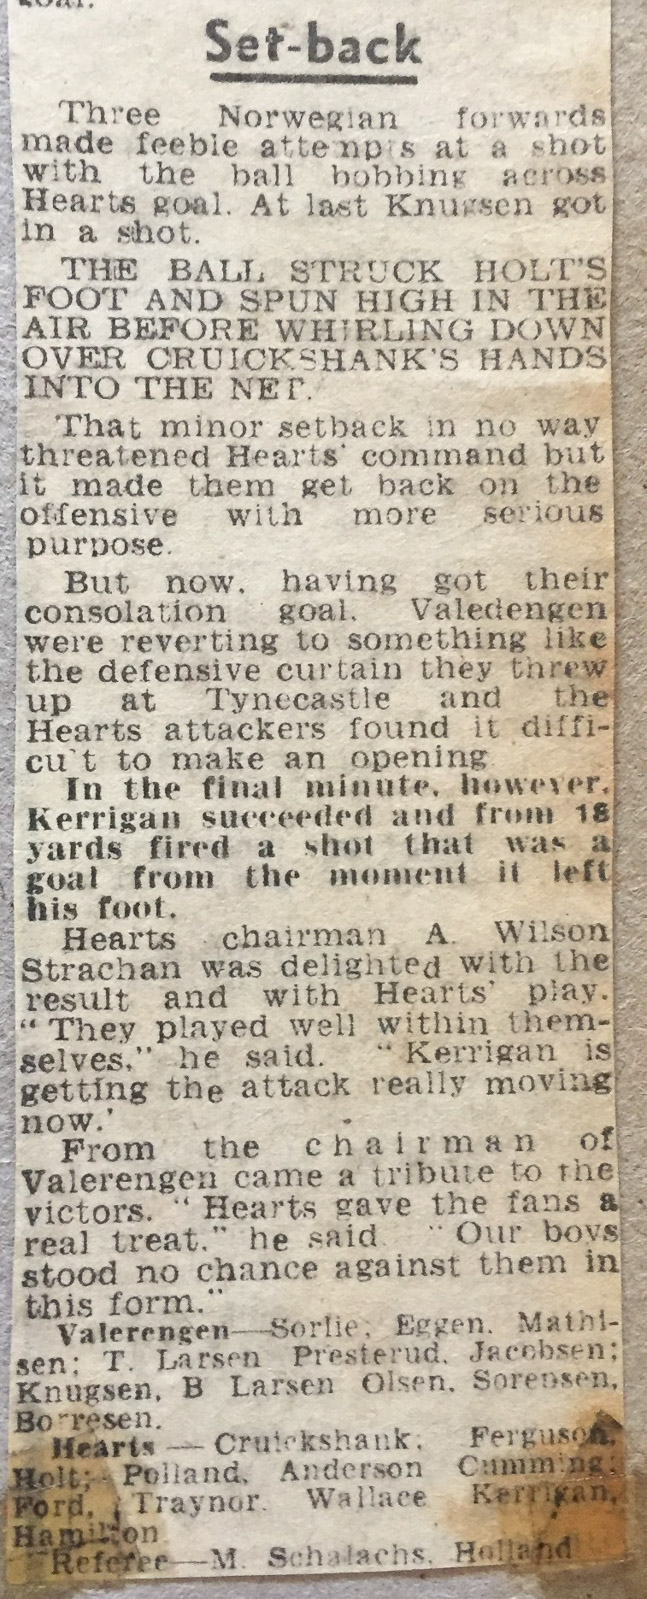 goal.
Set-back
Three Norwegian forwards
made feeble attempts at a shot
with the ball bobbing across
Hearts goal. At last Knugsen got
in a shot.
THE BALL STRUCK HOLT'S
FOOT AND SPUN HIGH IN THE
AIR BEFORE WHIRLING DOWN
OVER CRUICKSHANK'S HANDS
INTO THE NET.
That minor setback in no way
threatened Hearts' command but
it made them get back on the
offensive with more serious
purpose.
But now, having got their
consolation goal, Valedengen
were reverting to something like
the defensive curtain they threw
up at Tynecastle and the
Hearts attackers found it diffi-
cult to make an opening
In the final minute, however,
Kerrigan succeeded and from 18
yards fired a shot that was a
goal from the moment it left
his foot.
Hearts chairman A. Wilson
Strachan was delighted with the
result and with Hearts' play.
"They played well within them-
selves," he said. "Kerrigan is
getting the attack really moving
now.'
From the chairman of
Valerengen came a tribute to the
victors. "Hearts gave the fans a
real treat," he said. "Our boys
stood no chance against them in
this form."
Valerengen—Sorlie; Eggen, Mathi-
sen; T. Larsen Presterud, Jacobsen;
Knugsen, B Larsen Olsen, Sorensen,
Borresen.
Hearts — Cruickshank; Ferguson,
Holt; Polland, Anderson Cumming;
Ford, Traynor. Wallace Kerrigan,
Hamilton
Referee—M. Schalachs, Holland